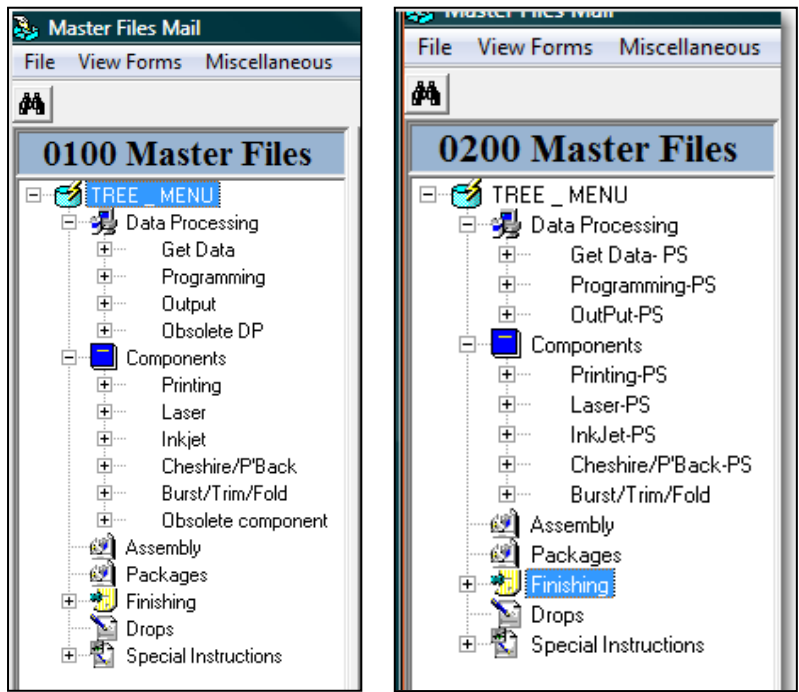 Master Files Mail
File View Forms Miscellaneous
0100 Master Files
TREE _ MENU
Data Processing
Get Data
Programming
Output
Obsolete DP
Components
Printing
Laser
Inkjet
Cheshire/P'Back
Burst/Trim/Fold
Obsolete component
Assembly
Packages
Finishing
Drops
Special Instructions
Master Files Mail
File View Forms Miscellaneous
0200 Master Files
TREE _ MENU
Data Processing
Get Data- PS
Programming-PS
OutPut-PS
Components
Printing-PS
Laser-PS
InkJet-PS
Cheshire/P'Back-PS
Burst/Trim/Fold
Assembly
Packages
Finishing
Drops
Special Instructions